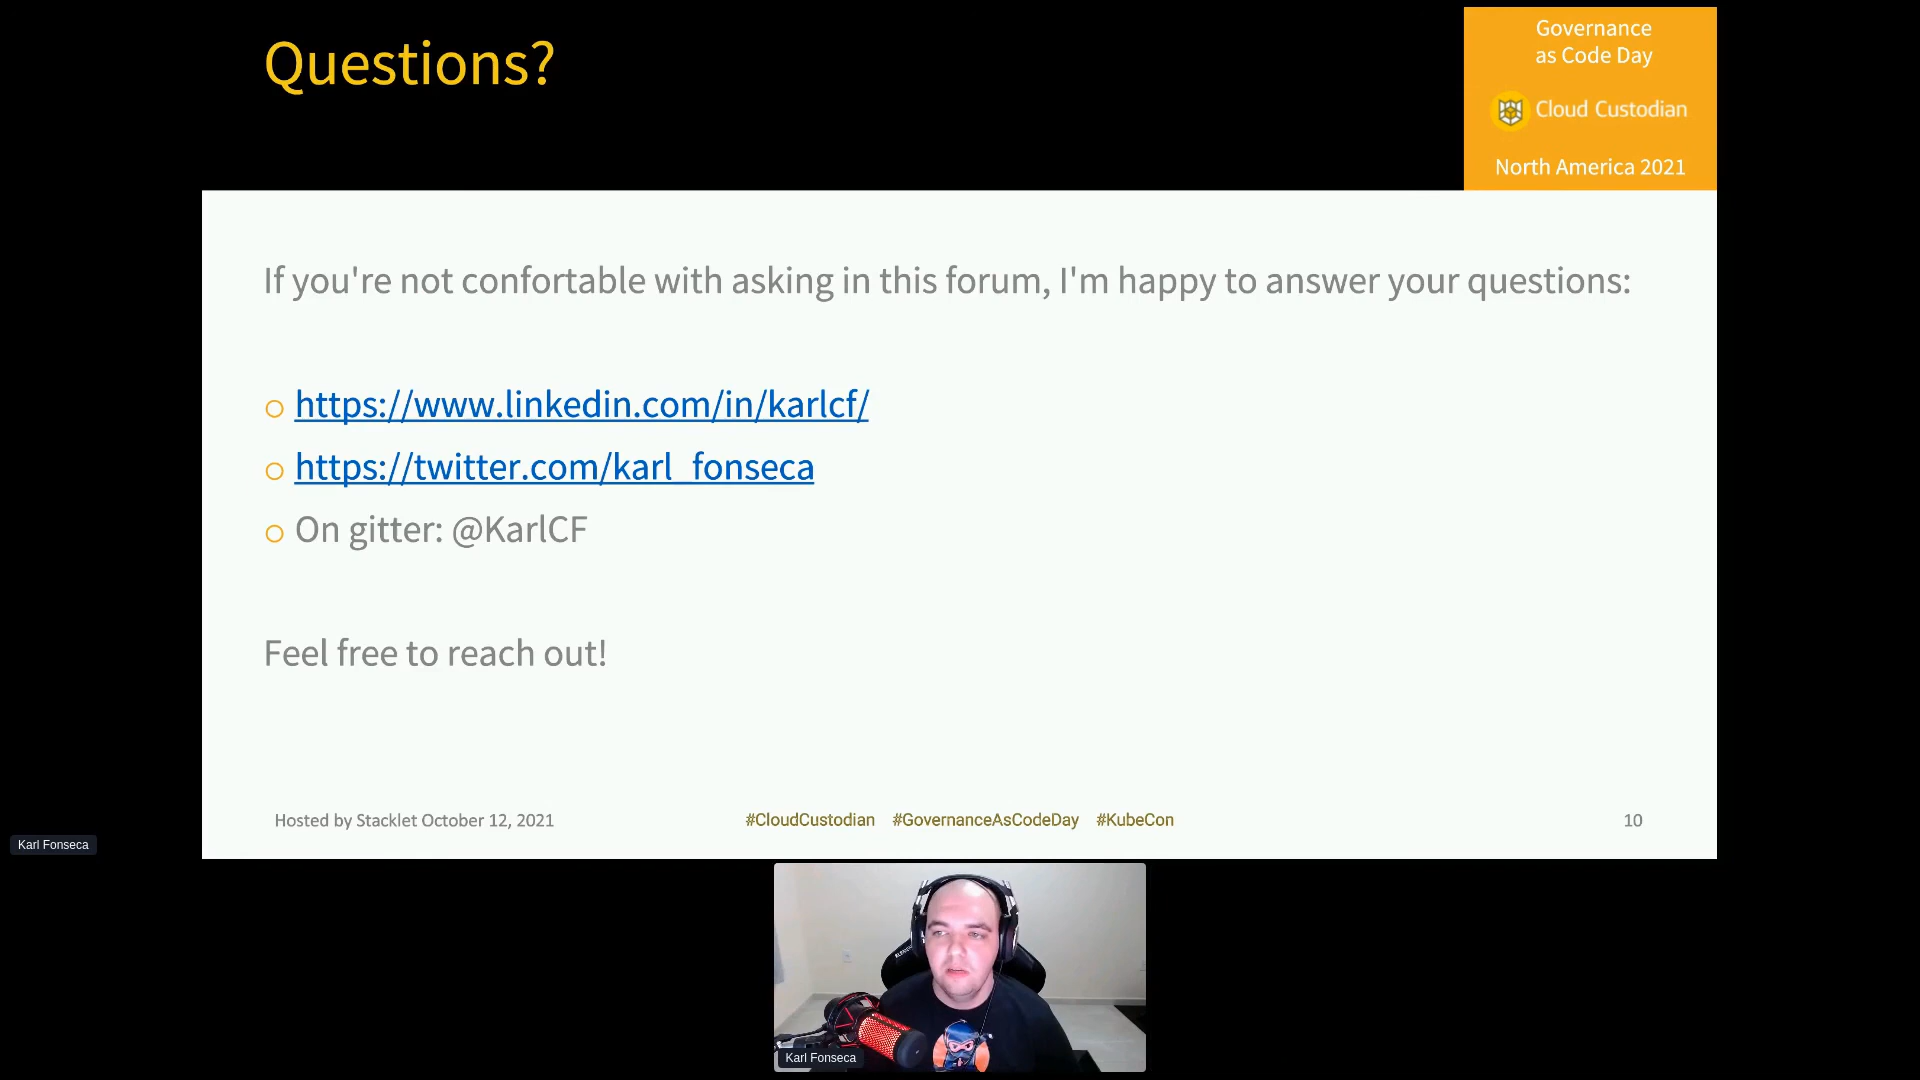 Questions?
Governance
as Code Day
Cloud Custodian
North America 2021
If you're not confortable with asking in this forum, I'm happy to answer your questions:
https://www.linkedin.com/in/karlcf/
https://twitter.com/karl_fonseca
On gitter: @KarlCF
Feel free to reach out!
Hosted by Stacklet October 12, 2021
#CloudCustodian #GovernanceAsCodeDay #KubeCon
10
Karl Fonseca
Karl Fonseca